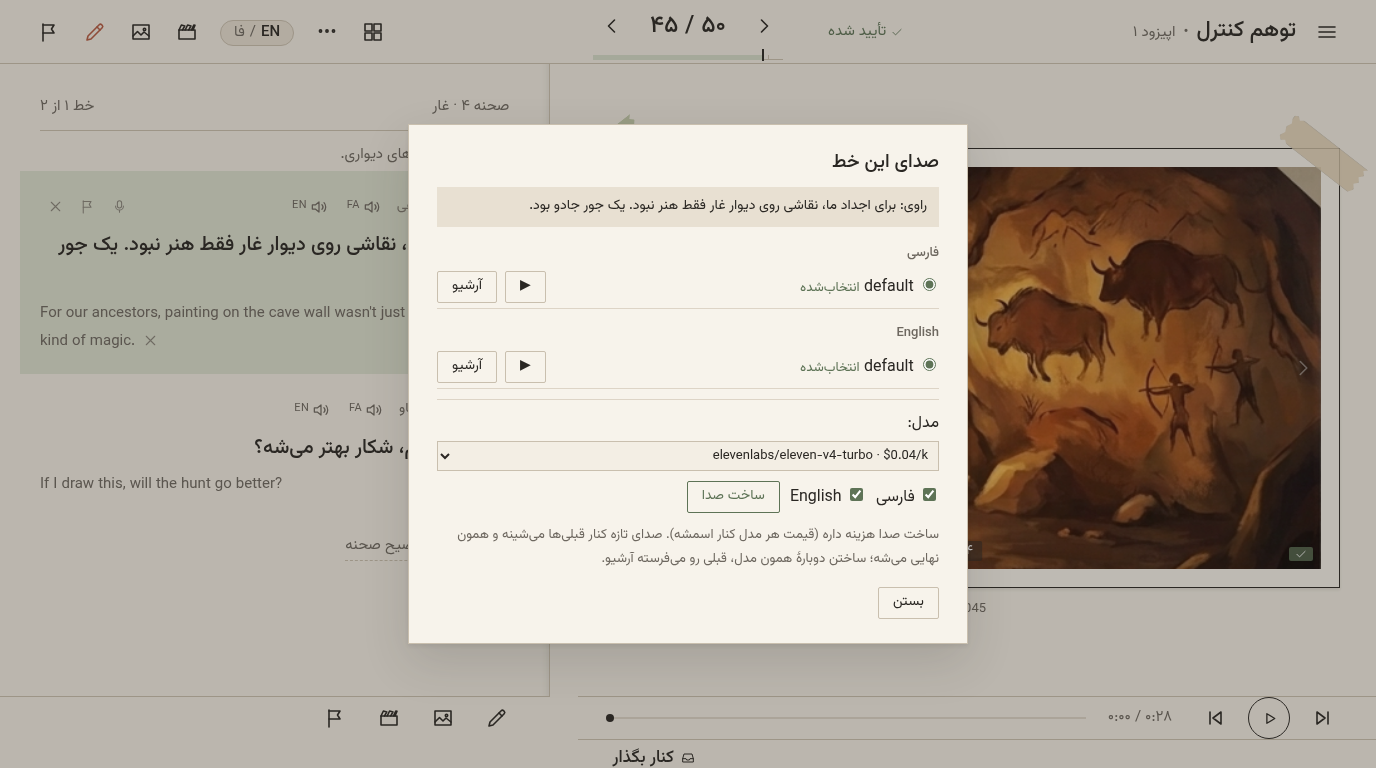 توهم کنترل · اپیزود ۱
تأیید شده
۴۵ / ۵۰
EN / فا
صحنه ۴ · غار
خط ۱ از ۲
های دیواری.
FA
EN
، نقاشی روی دیوار غار فقط هنر نبود. یک جور
For our ancestors, painting on the cave wall wasn't just
kind of magic.
FA
EN
م، شکار بهتر می‌شه؟
If I draw this, will the hunt go better?
صدای این خط
راوی: برای اجداد ما، نقاشی روی دیوار غار فقط هنر نبود. یک جور جادو بود.
فارسی
default انتخاب‌شده
آرشیو
English
default انتخاب‌شده
آرشیو
مدل:
elevenlabs/eleven-v4-turbo · $0.04/k
فارسی
English
ساخت صدا
ساخت صدا هزینه داره (قیمت هر مدل کنار اسمشه). صدای تازه کنار قبلی‌ها می‌شینه و همون
نهایی می‌شه؛ ساختن دوبارهٔ همون مدل، قبلی رو می‌فرسته آرشیو.
بستن
۰:۰۰ / ۰:۲۸
کنار بگذار